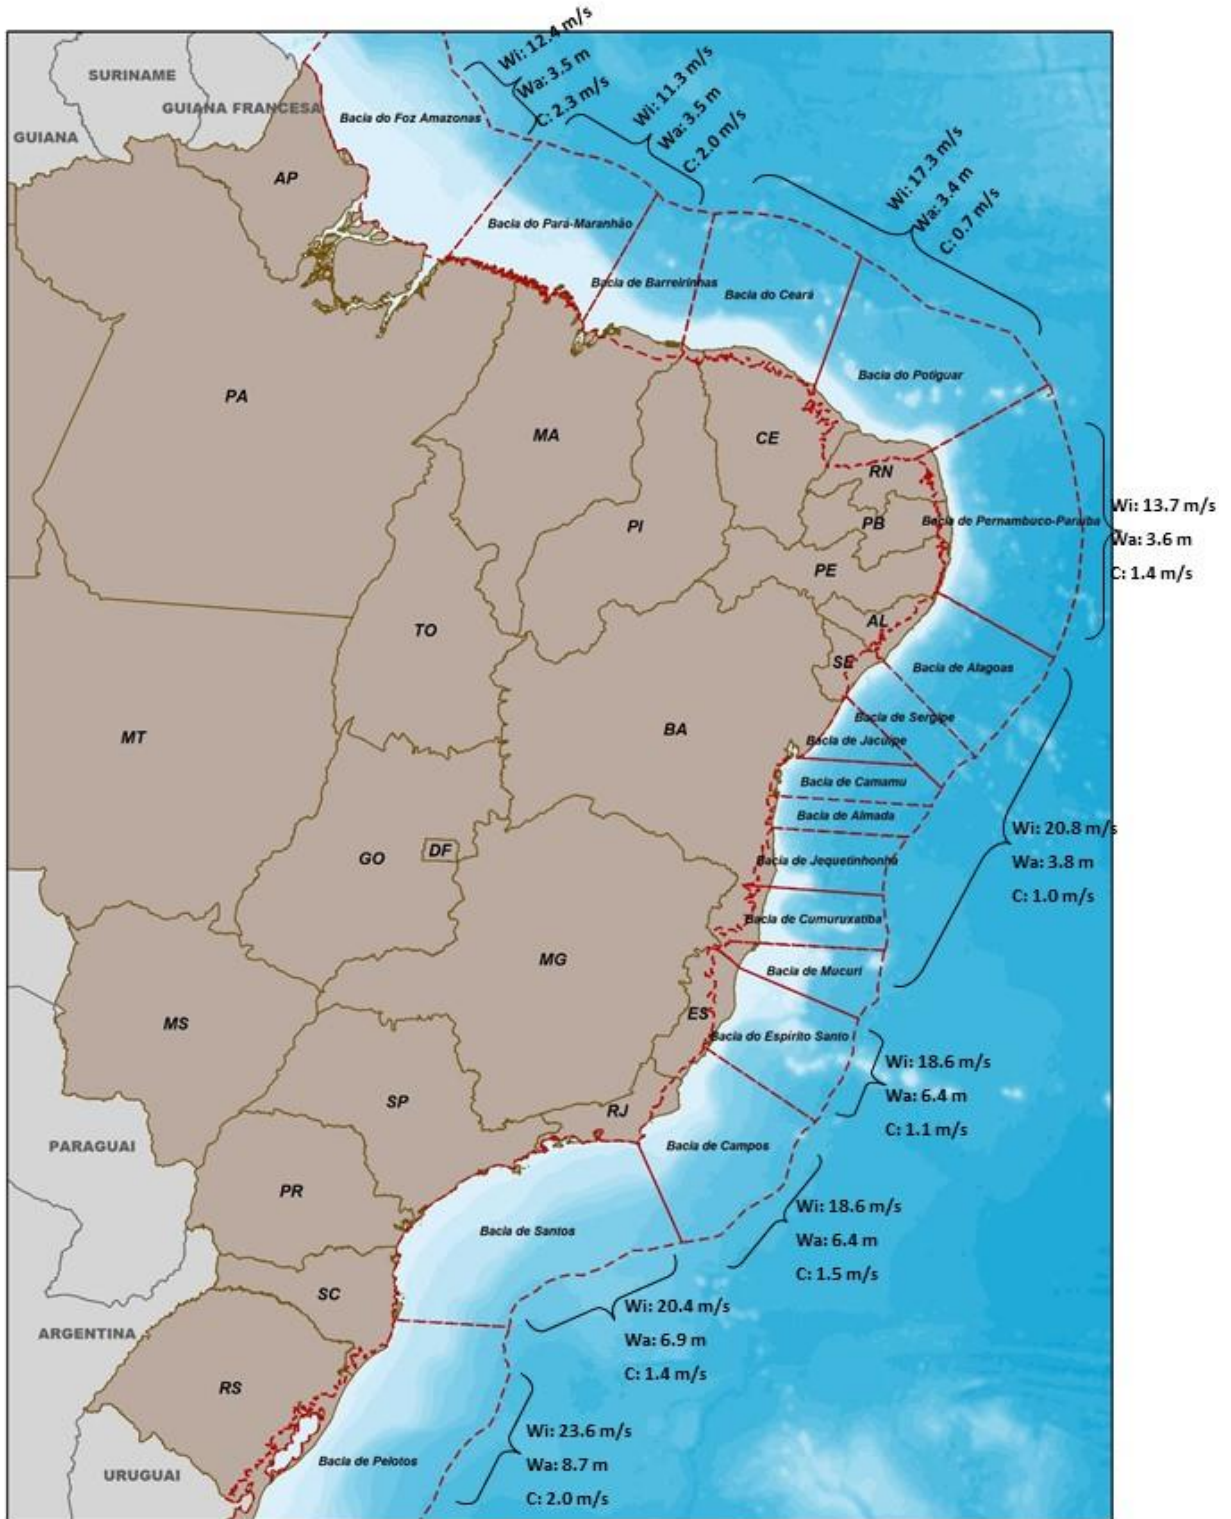 Wi: 12.4 m/s
Wa: 3.5 m
C: 2.3 m/s
Wi: 11.3 m/s
Wa: 3.5 m
C: 2.0 m/s
Wi: 17.3 m/s
Wa: 3.4 m
C: 0.7 m/s
SURINAME
GUIANA FRANCESA
GUIANA
Bacia do Foz Amazonas
AP
Bacia do Pará-Maranhão
Bacia de Barreirinhas
Bacia do Ceará
Bacia do Potiguar
PA
MA
CE
RN
PI
PB
Bacia de Pernambuco-Paraíba
Wi: 13.7 m/s
Wa: 3.6 m
C: 1.4 m/s
PE
TO
AL
SE
Bacia de Alagoas
MT
BA
Bacia de Sergipe
Bacia de Jacuípe
Bacia de Camamu
Bacia de Almada
GO
DF
Bacia de Jequetinhonha
Wi: 20.8 m/s
Wa: 3.8 m
C: 1.0 m/s
Bacia de Cumuruxatiba
MG
Bacia de Mucuri
MS
ES
Bacia do Espírito Santo
Wi: 18.6 m/s
Wa: 6.4 m
C: 1.1 m/s
SP
RJ
PARAGUAI
Bacia de Campos
PR
Bacia de Santos
Wi: 18.6 m/s
Wa: 6.4 m
C: 1.5 m/s
SC
ARGENTINA
Wi: 20.4 m/s
Wa: 6.9 m
C: 1.4 m/s
RS
Wi: 23.6 m/s
Wa: 8.7 m
C: 2.0 m/s
URUGUAI
Bacia de Pelotos